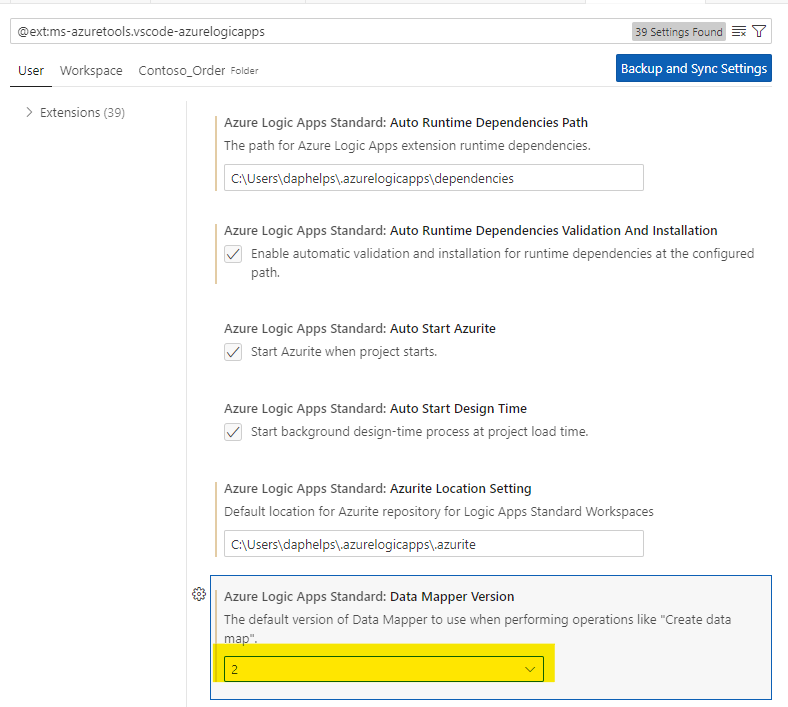 @ext:ms-azuretools.vscode-azurelogicapps
39 Settings Found
User Workspace Contoso_Order Folder
Backup and Sync Settings
Extensions (39)
Azure Logic Apps Standard: Auto Runtime Dependencies Path
The path for Azure Logic Apps extension runtime dependencies.
C:\Users\daphelps\.azurelogicapps\dependencies
Azure Logic Apps Standard: Auto Runtime Dependencies Validation And Installation
Enable automatic validation and installation for runtime dependencies at the configured
path.
Azure Logic Apps Standard: Auto Start Azurite
Start Azurite when project starts.
Azure Logic Apps Standard: Auto Start Design Time
Start background design-time process at project load time.
Azure Logic Apps Standard: Azurite Location Setting
Default location for Azurite repository for Logic Apps Standard Workspaces
C:\Users\daphelps\.azurelogicapps\.azurite
Azure Logic Apps Standard: Data Mapper Version
The default version of Data Mapper to use when performing operations like "Create data
map".
2